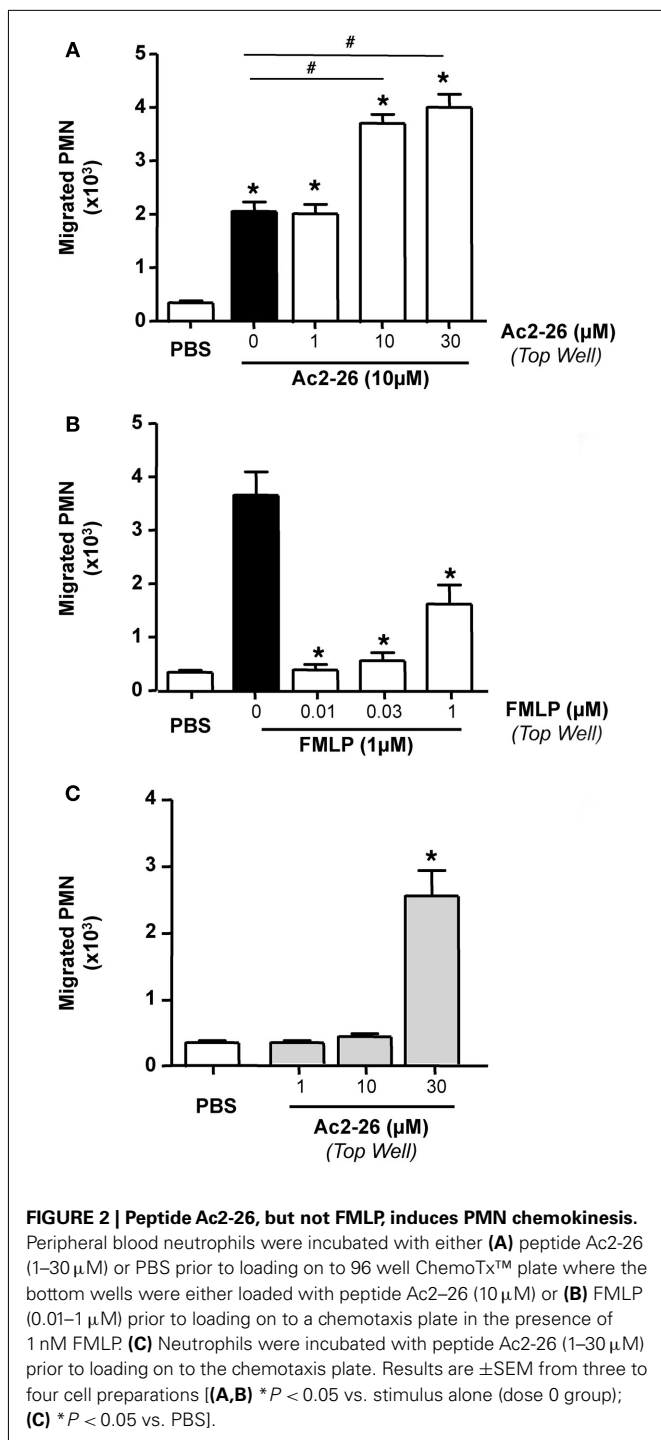 A
#
#
5
4
3
2
1
0
Migrated PMN
(x10³)
*
*
*
*
PBS
0
1
10
30
Ac2-26 (µM)
(Top Well)
Ac2-26 (10µM)
B
5
4
3
2
1
0
Migrated PMN
(x10³)
*
*
*
PBS
0
0.01
0.03
1
FMLP (µM)
(Top Well)
FMLP (1µM)
C
4
3
2
1
0
Migrated PMN
(x10³)
*
PBS
1
10
30
Ac2-26 (µM)
(Top Well)
FIGURE 2 | Peptide Ac2-26, but not FMLP, induces PMN chemokinesis.
Peripheral blood neutrophils were incubated with either (A) peptide Ac2-26
(1–30 µM) or PBS prior to loading on to 96 well ChemoTx™ plate where the
bottom wells were either loaded with peptide Ac2–26 (10 µM) or (B) FMLP
(0.01–1 µM) prior to loading on to a chemotaxis plate in the presence of
1 nM FMLP. (C) Neutrophils were incubated with peptide Ac2-26 (1–30 µM)
prior to loading on to the chemotaxis plate. Results are ±SEM from three to
four cell preparations [(A,B) *P < 0.05 vs. stimulus alone (dose 0 group);
(C) *P < 0.05 vs. PBS].